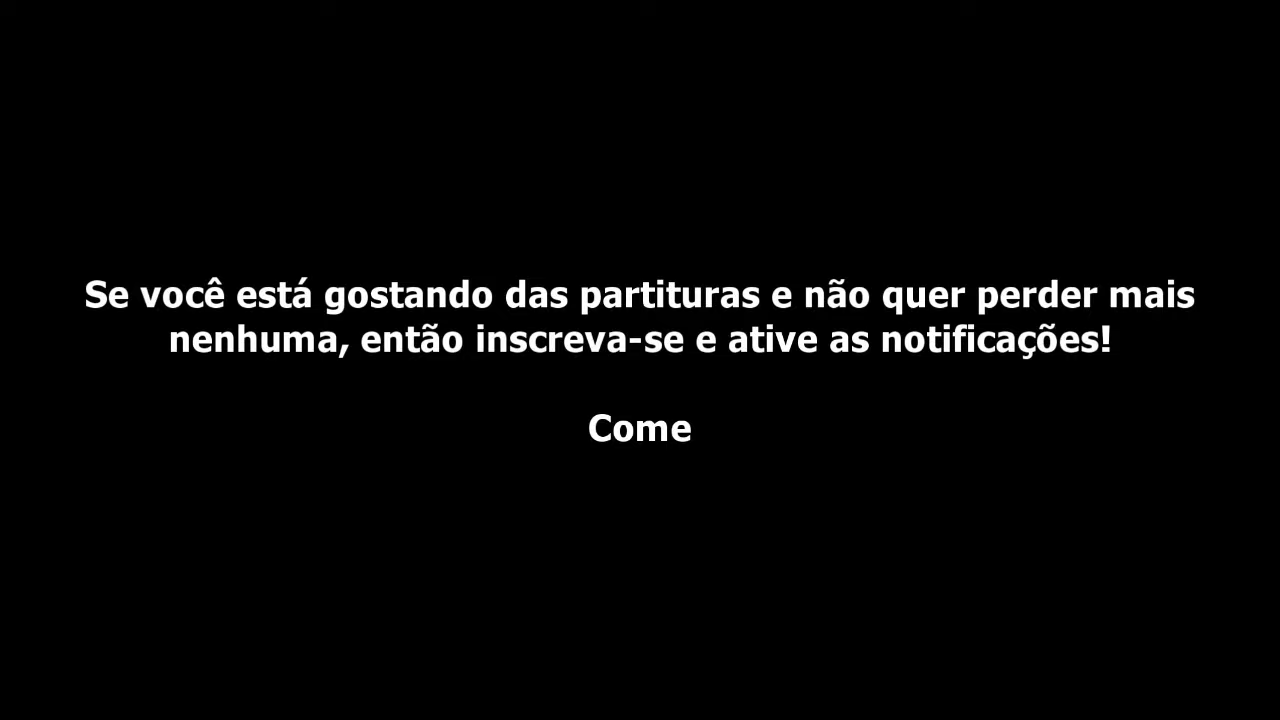 Se você está gostando das partituras e não quer perder mais
nenhuma, então inscreva-se e ative as notificações!
Come